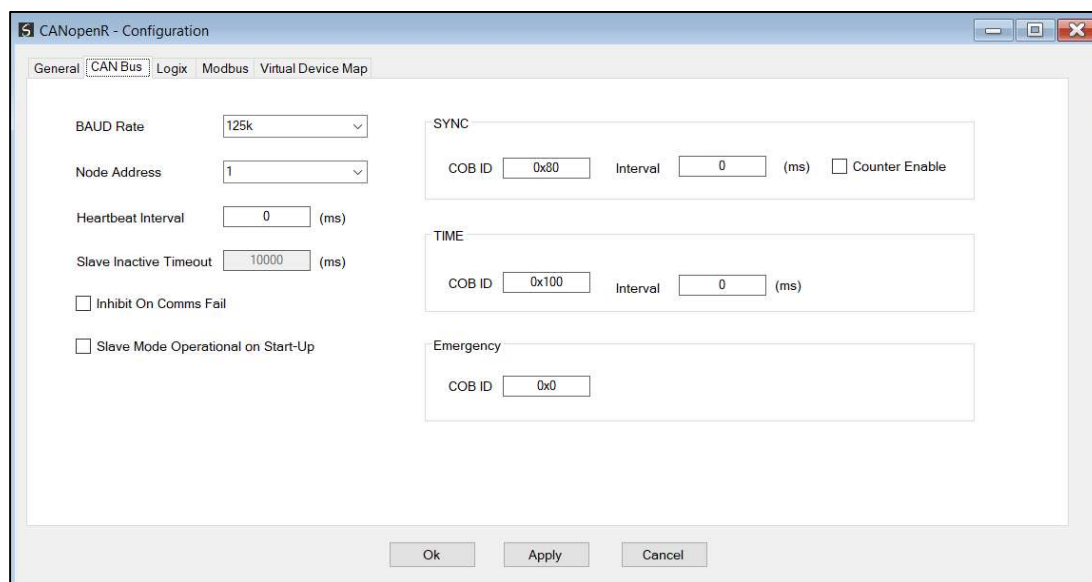 CANopenR - Configuration
General CAN Bus Logix Modbus Virtual Device Map
BAUD Rate 125k
Node Address 1
Heartbeat Interval 0 (ms)
Slave Inactive Timeout 10000 (ms)
Inhibit On Comms Fail
Slave Mode Operational on Start-Up
SYNC
COB ID 0x80 Interval 0 (ms) Counter Enable
TIME
COB ID 0x100 Interval 0 (ms)
Emergency
COB ID 0x0
Ok Apply Cancel